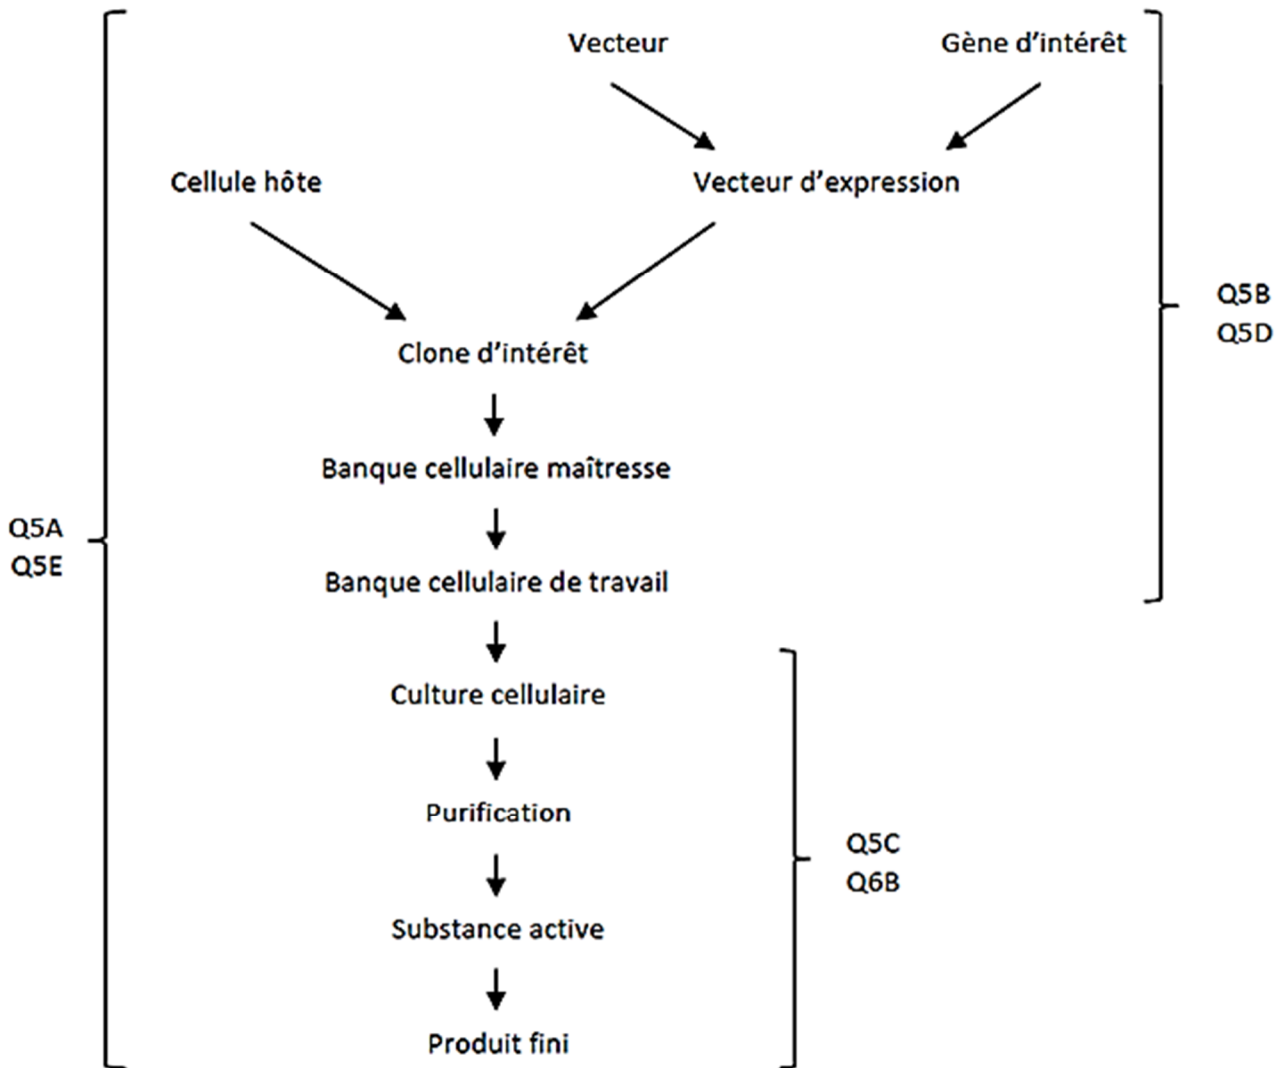 Vecteur
Gène d'intérêt
Cellule hôte
Vecteur d'expression
Q5B
Q5D
Clone d'intérêt
Banque cellulaire maîtresse
Q5A
Q5E
Banque cellulaire de travail
Culture cellulaire
Purification
Q5C
Q6B
Substance active
Produit fini